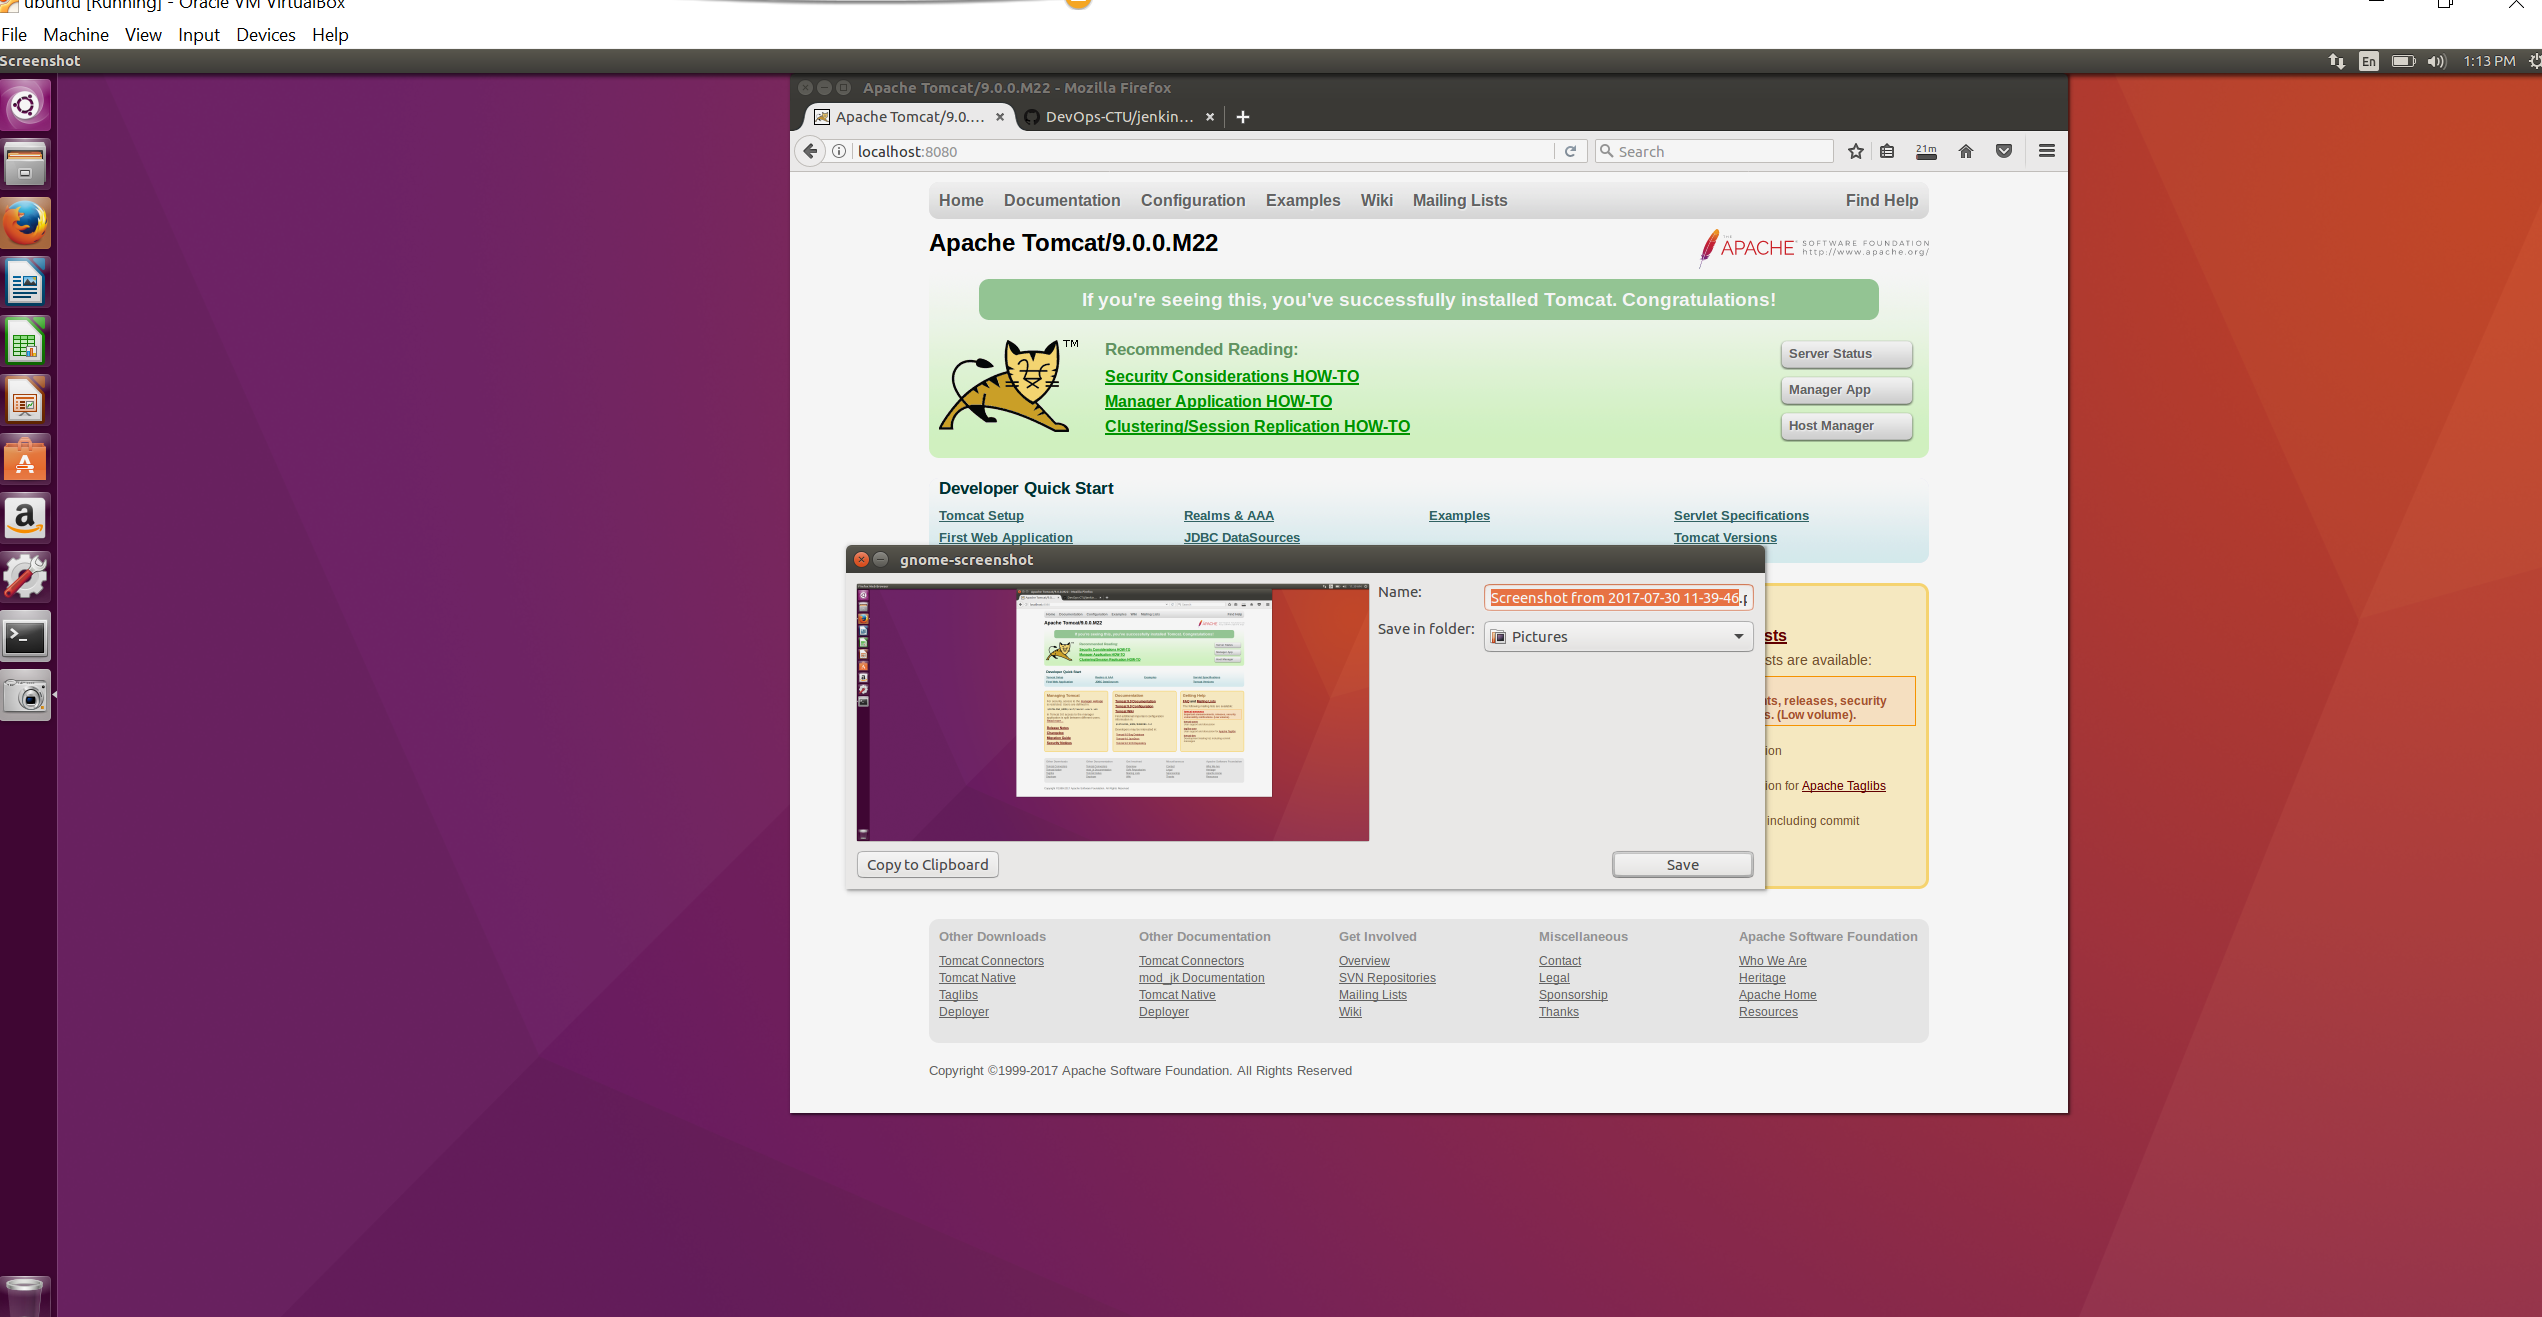 ubuntu [Running] - Oracle VM VirtualBox
File Machine View Input Devices Help
Screenshot
En 1:13 PM
Apache Tomcat/9.0.0.M22 - Mozilla Firefox
Apache Tomcat/9.0.... DevOps-CTU/jenkin...
localhost:8080 Search 21m
Home Documentation Configuration Examples Wiki Mailing Lists Find Help
Apache Tomcat/9.0.0.M22
THE APACHE SOFTWARE FOUNDATION
http://www.apache.org/
If you're seeing this, you've successfully installed Tomcat. Congratulations!
TM
Recommended Reading:
Security Considerations HOW-TO
Manager Application HOW-TO
Clustering/Session Replication HOW-TO
Server Status
Manager App
Host Manager
Developer Quick Start
Tomcat Setup Realms & AAA Examples Servlet Specifications
First Web Application JDBC DataSources Tomcat Versions
gnome-screenshot
Name: Screenshot from 2017-07-30 11-39-46.p
Save in folder: Pictures
Copy to Clipboard Save
sts
sts are available:
ts, releases, security
s. (Low volume).
ion
ion for Apache Taglibs
including commit
Other Downloads
Tomcat Connectors
Tomcat Native
Taglibs
Deployer
Other Documentation
Tomcat Connectors
mod_jk Documentation
Tomcat Native
Deployer
Get Involved
Overview
SVN Repositories
Mailing Lists
Wiki
Miscellaneous
Contact
Legal
Sponsorship
Thanks
Apache Software Foundation
Who We Are
Heritage
Apache Home
Resources
Copyright ©1999-2017 Apache Software Foundation. All Rights Reserved